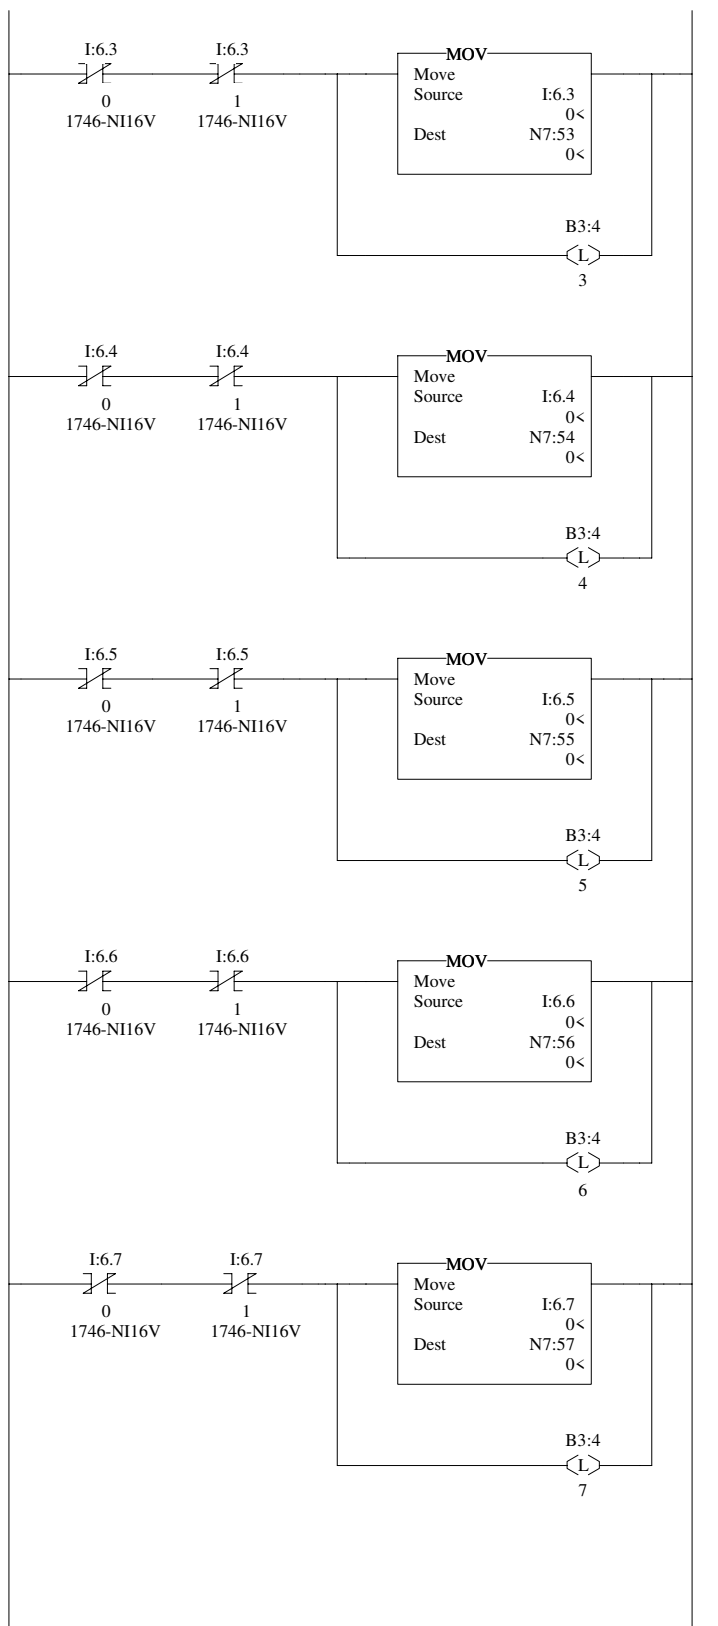 I:6.3 I:6.3 MOV
Move
Source I:6.3
0 1 0<
1746-NI16V 1746-NI16V
Dest N7:53
0<
B3:4
L
3
I:6.4 I:6.4 MOV
Move
Source I:6.4
0 1 0<
1746-NI16V 1746-NI16V
Dest N7:54
0<
B3:4
L
4
I:6.5 I:6.5 MOV
Move
Source I:6.5
0 1 0<
1746-NI16V 1746-NI16V
Dest N7:55
0<
B3:4
L
5
I:6.6 I:6.6 MOV
Move
Source I:6.6
0 1 0<
1746-NI16V 1746-NI16V
Dest N7:56
0<
B3:4
L
6
I:6.7 I:6.7 MOV
Move
Source I:6.7
0 1 0<
1746-NI16V 1746-NI16V
Dest N7:57
0<
B3:4
L
7